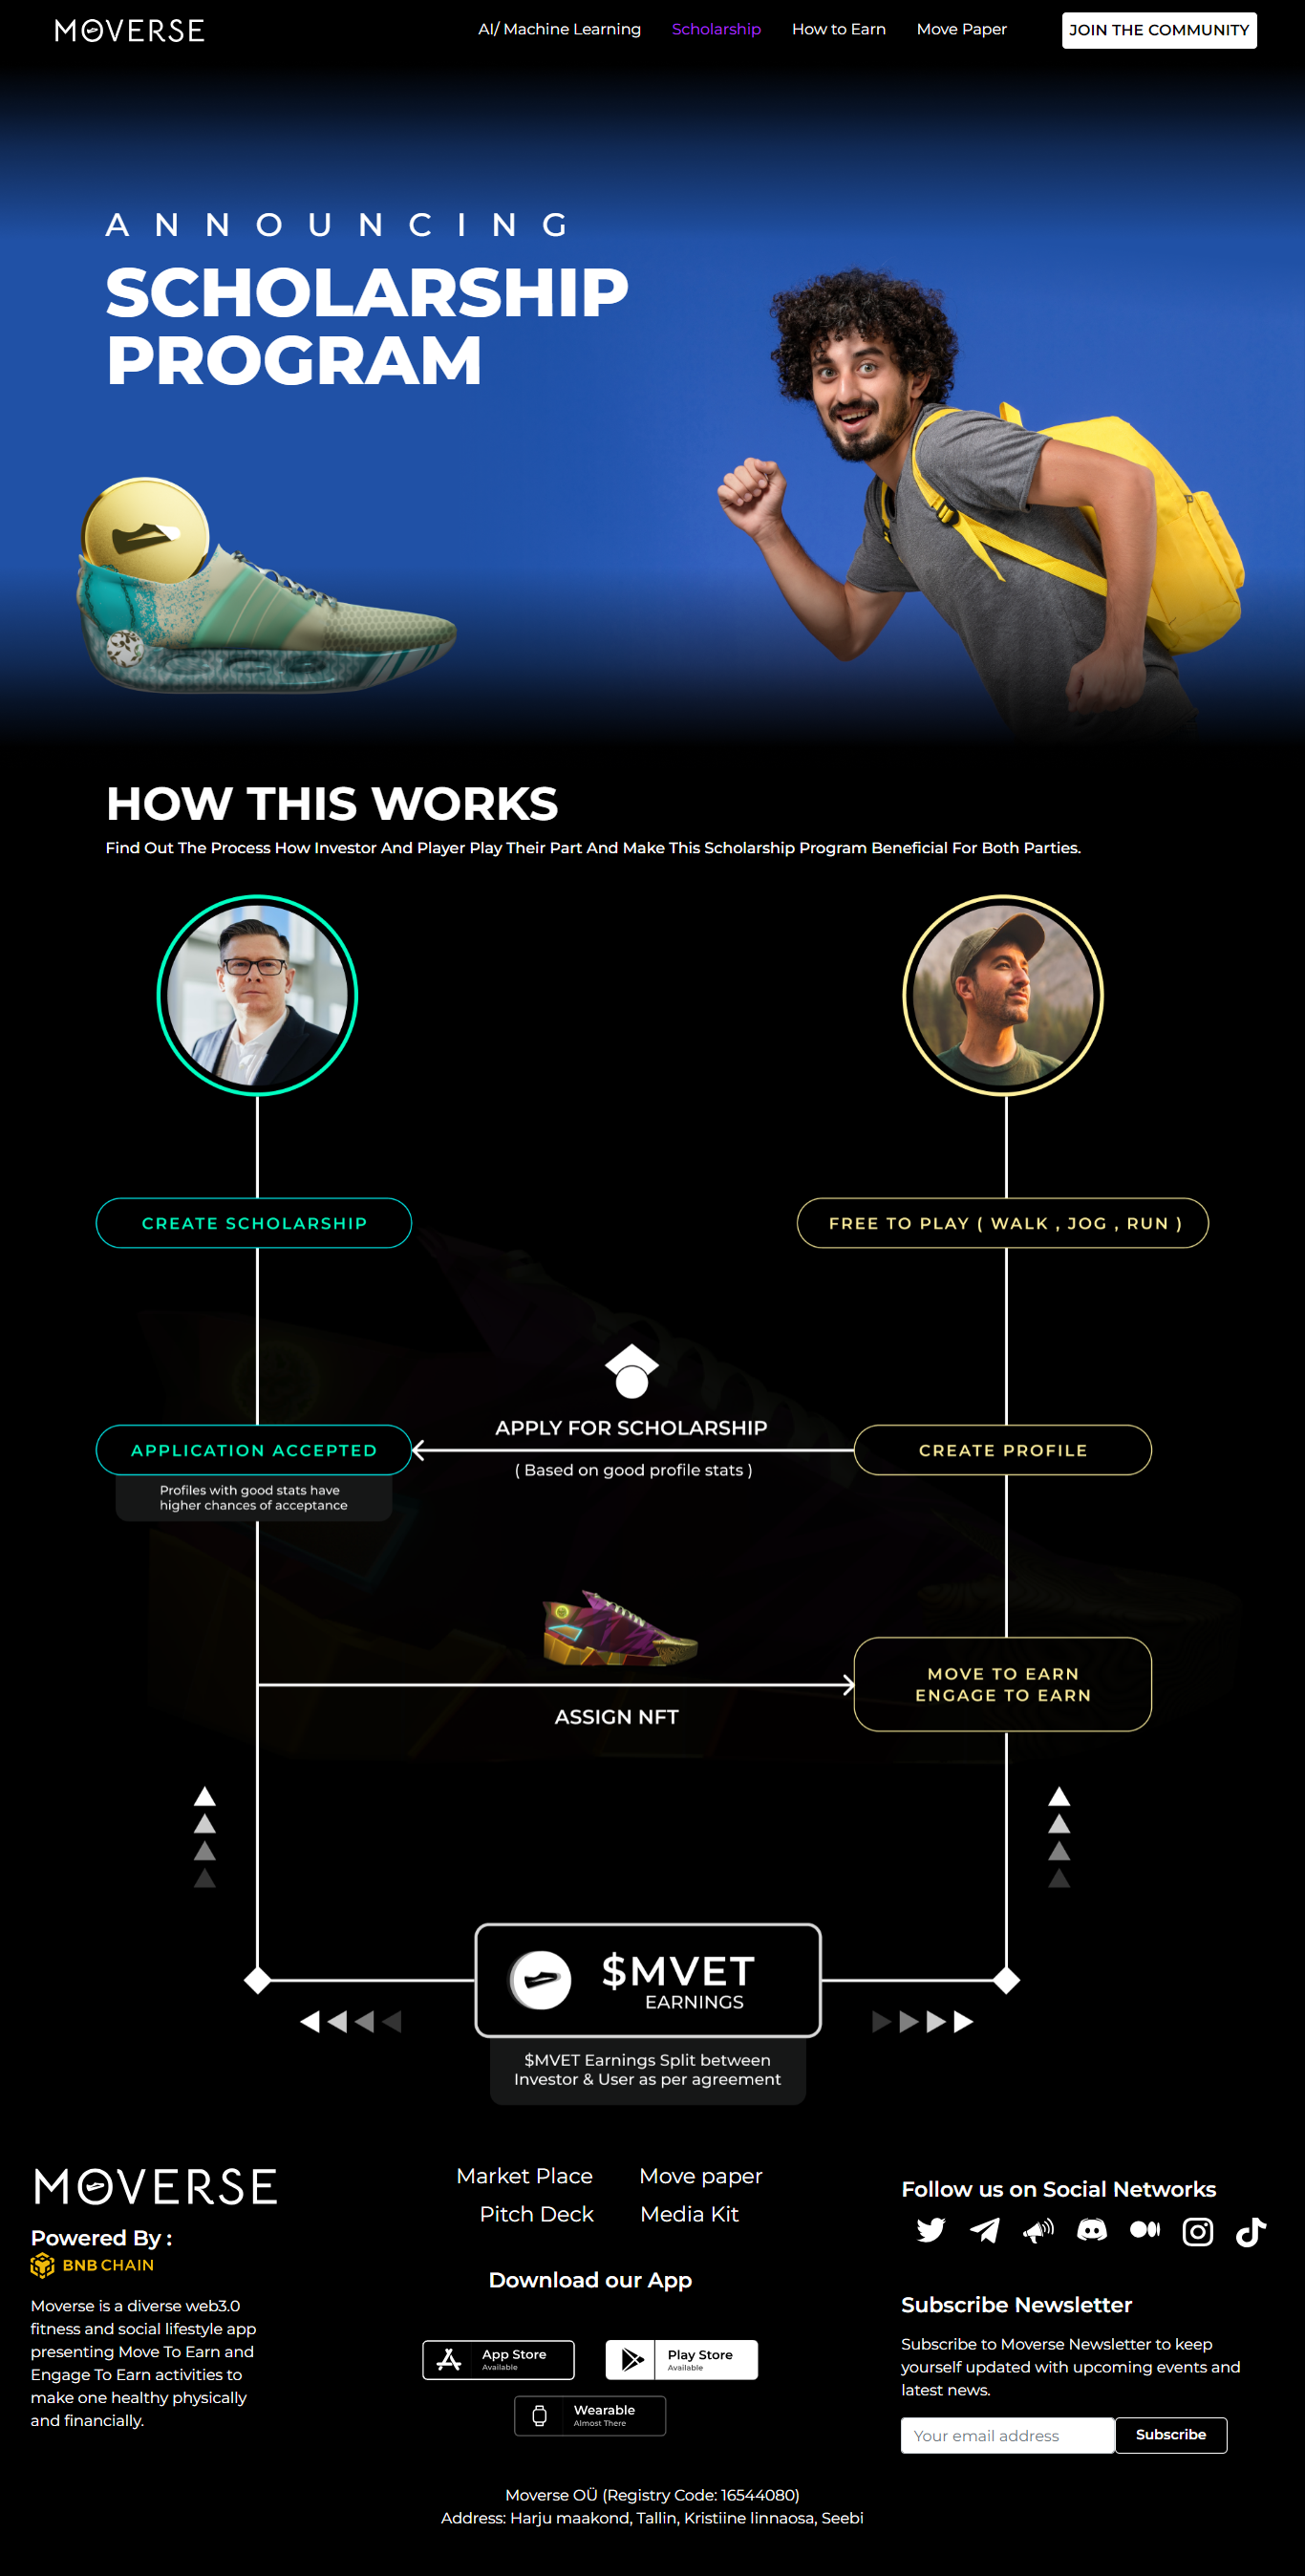 MOVERSE
AI/ Machine Learning
Scholarship
How to Earn
Move Paper
JOIN THE COMMUNITY
ANNOUNCING
SCHOLARSHIP
PROGRAM
HOW THIS WORKS
Find Out The Process How Investor And Player Play Their Part And Make This Scholarship Program Beneficial For Both Parties.
CREATE SCHOLARSHIP
FREE TO PLAY ( WALK , JOG , RUN )
APPLY FOR SCHOLARSHIP
APPLICATION ACCEPTED
CREATE PROFILE
( Based on good profile stats )
Profiles with good stats have
higher chances of acceptance
MOVE TO EARN
ENGAGE TO EARN
ASSIGN NFT
$MVET
EARNINGS
$MVET Earnings Split between
Investor & User as per agreement
MOVERSE
Powered By :
BNB CHAIN
Moverse is a diverse web3.0
fitness and social lifestyle app
presenting Move To Earn and
Engage To Earn activities to
make one healthy physically
and financially.
Market Place
Move paper
Pitch Deck
Media Kit
Download our App
App Store
Available
Play Store
Available
Wearable
Almost There
Follow us on Social Networks
Subscribe Newsletter
Subscribe to Moverse Newsletter to keep
yourself updated with upcoming events and
latest news.
Your email address
Subscribe
Moverse OÜ (Registry Code: 16544080)
Address: Harju maakond, Tallin, Kristiine linnaosa, Seebi